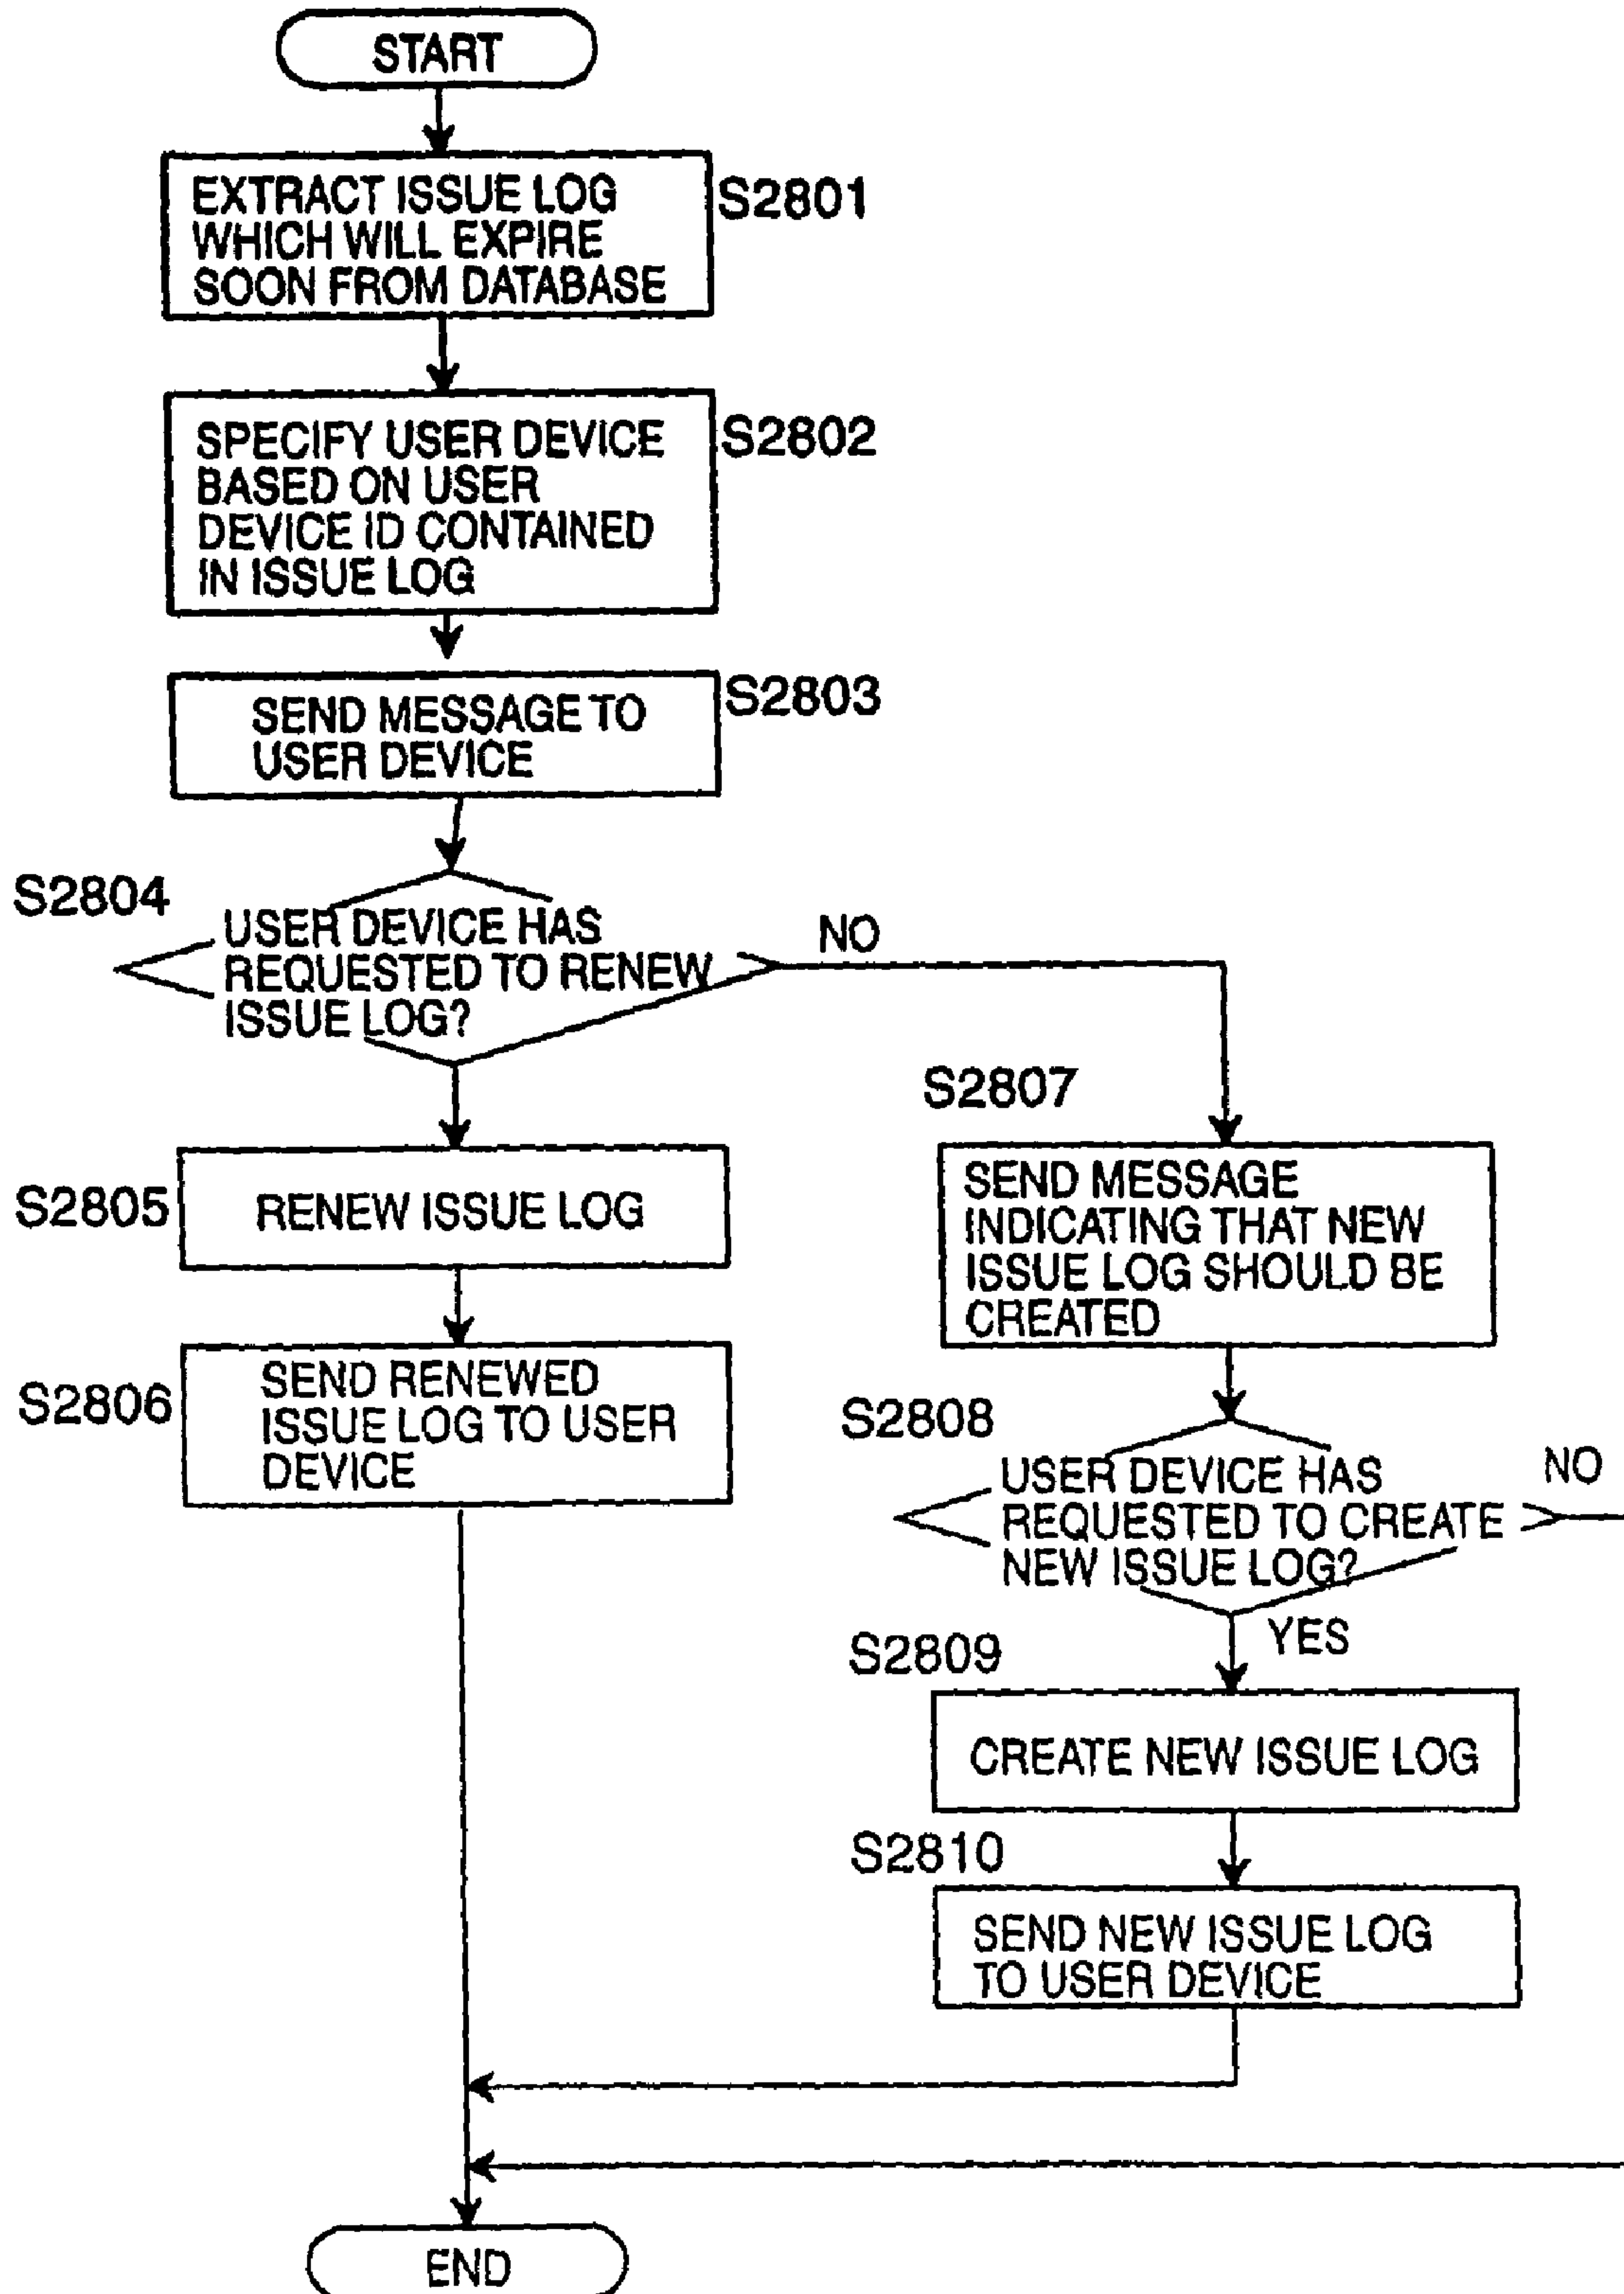 START
EXTRACT ISSUE LOG
WHICH WILL EXPIRE
SOON FROM DATABASE
S2801
SPECIFY USER DEVICE
BASED ON USER
DEVICE ID CONTAINED
IN ISSUE LOG
S2802
SEND MESSAGE TO
USER DEVICE
S2803
S2804
USER DEVICE HAS
REQUESTED TO RENEW
ISSUE LOG?
NO
S2805
RENEW ISSUE LOG
S2806
SEND RENEWED
ISSUE LOG TO USER
DEVICE
S2807
SEND MESSAGE
INDICATING THAT NEW
ISSUE LOG SHOULD BE
CREATED
S2808
USER DEVICE HAS
REQUESTED TO CREATE
NEW ISSUE LOG?
NO
YES
S2809
CREATE NEW ISSUE LOG
S2810
SEND NEW ISSUE LOG
TO USER DEVICE
END